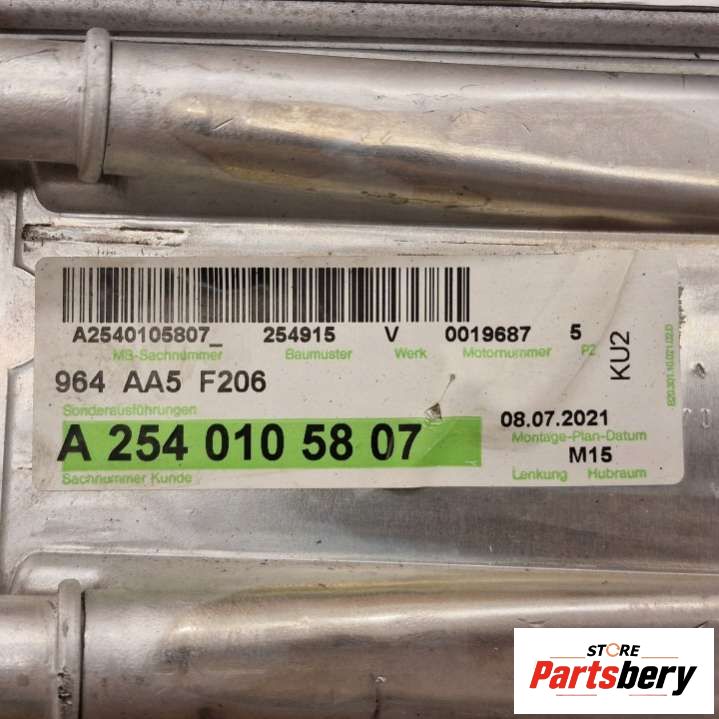 A2540105807_ 254915 V 0019687 5
MB-Sachnummer Baumuster Werk Motornummer PZ
964 AA5 F206
KU2
Sonderausführungen
A 254 010 58 07
08.07.2021
Montage-Plan-Datum
M15
Sachnummer Kunde
Lenkung Hubraum
STORE
Partsbery